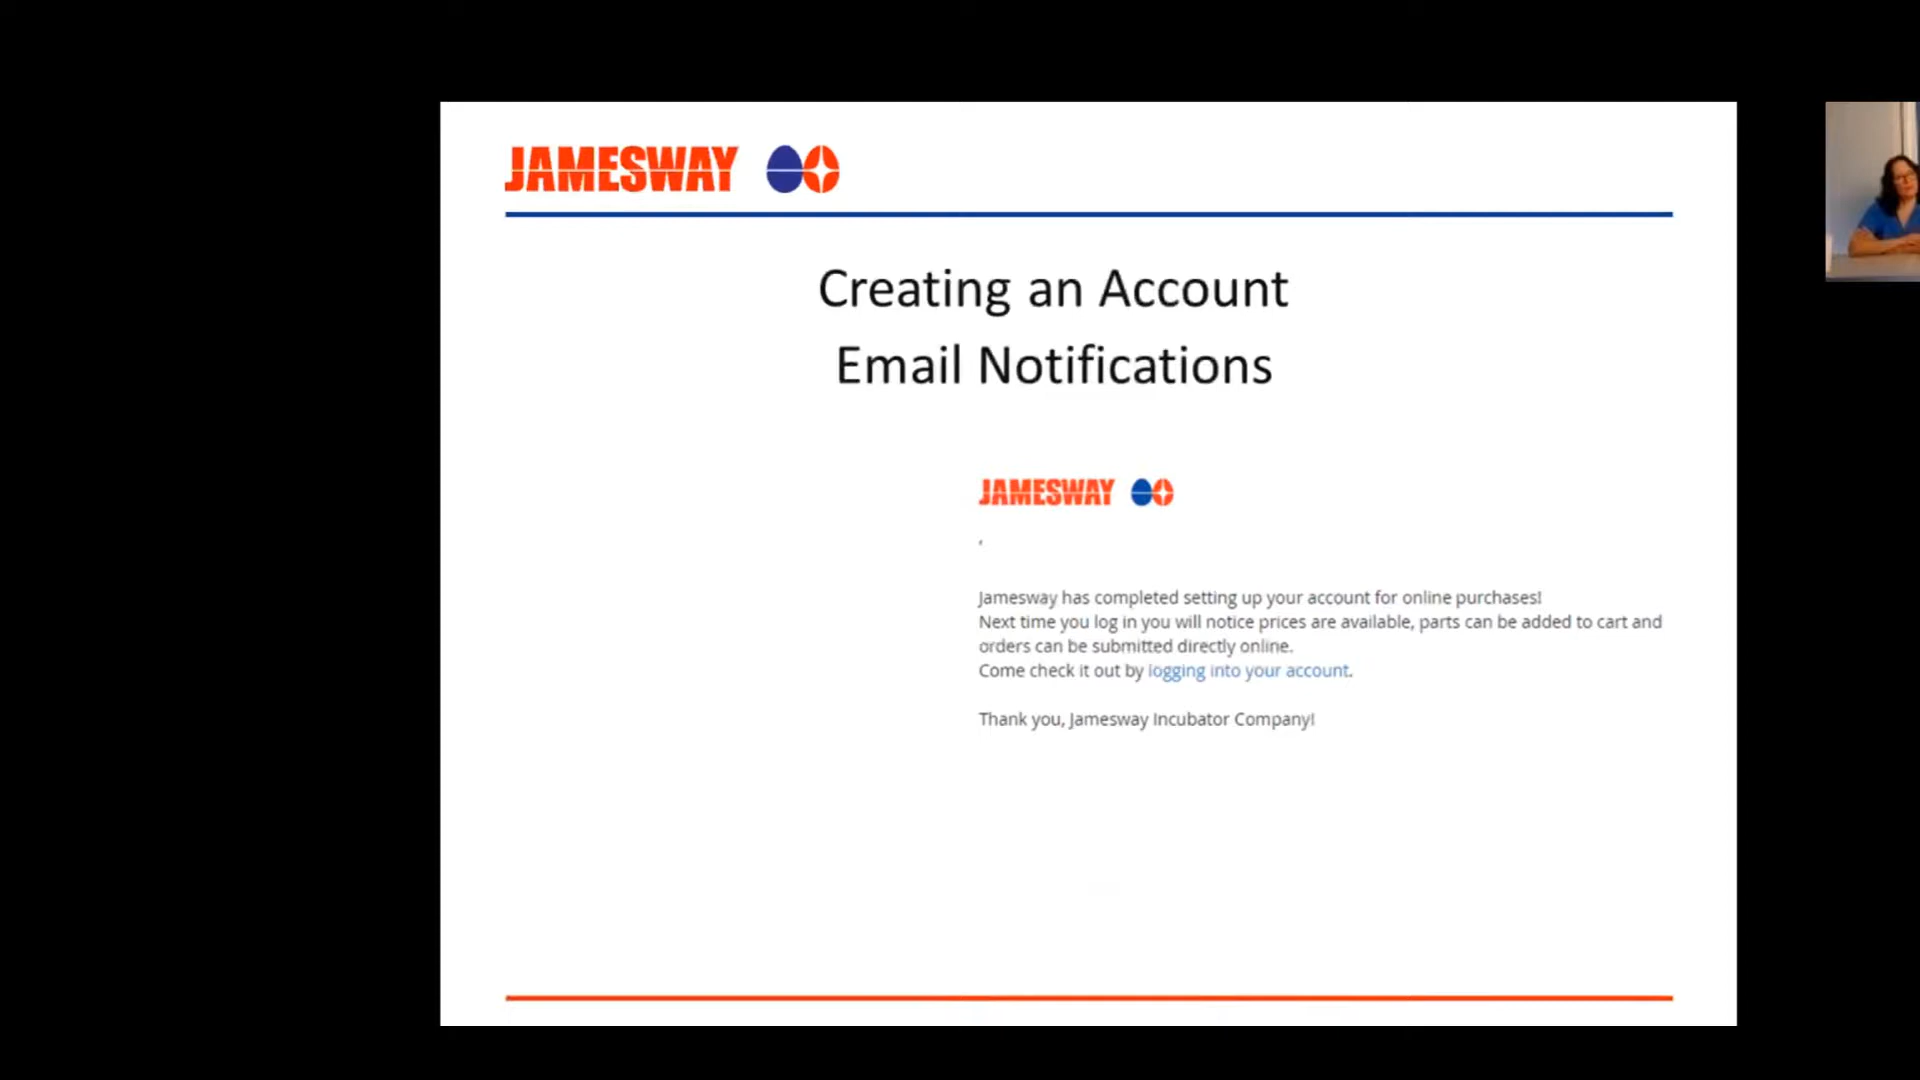 JAMESWAY
Creating an Account
Email Notifications
JAMESWAY
,
Jamesway has completed setting up your account for online purchases!
Next time you log in you will notice prices are available, parts can be added to cart and
orders can be submitted directly online.
Come check it out by logging into your account.
Thank you, Jamesway Incubator Company!